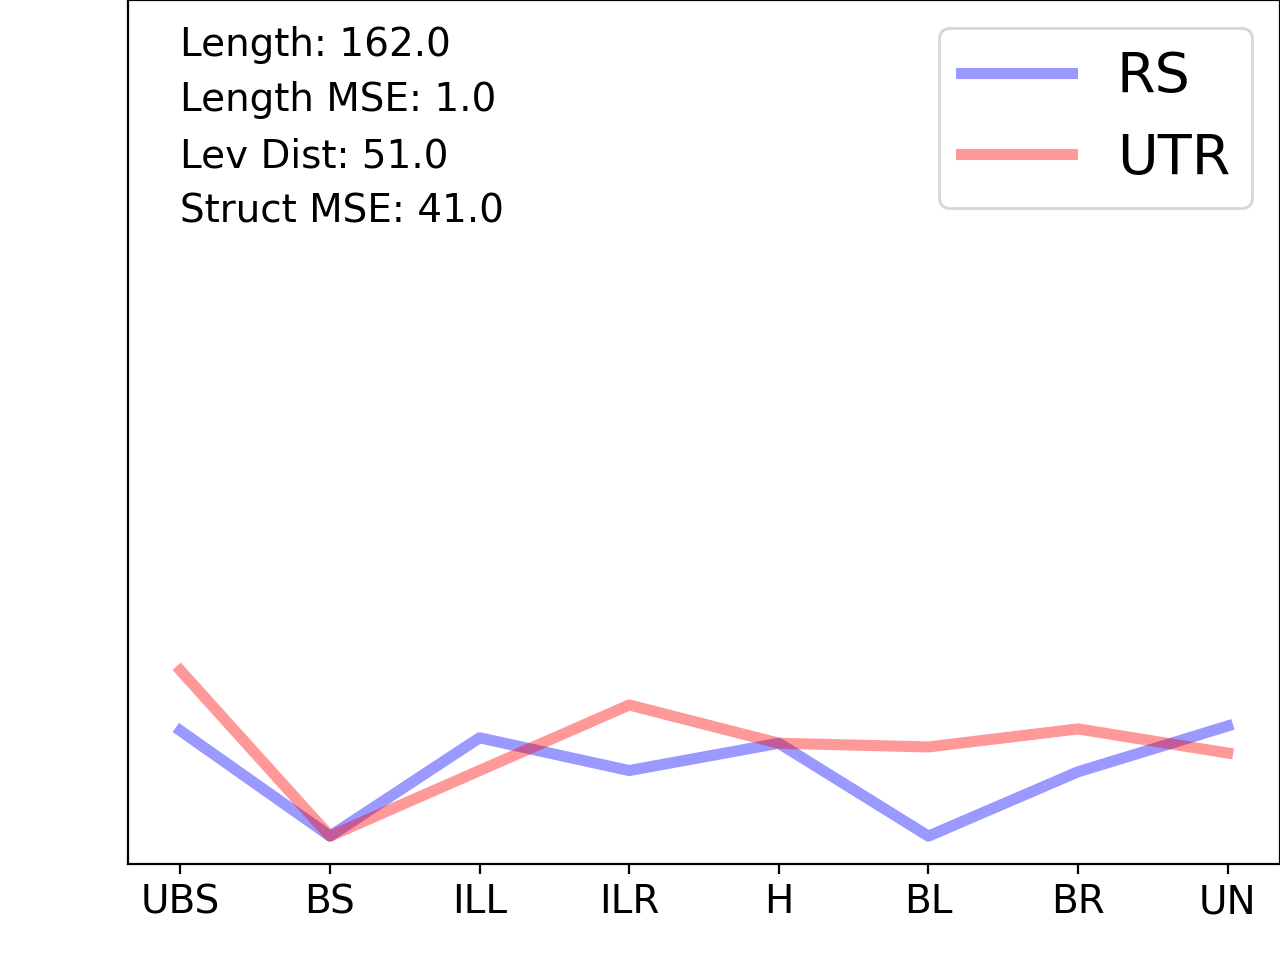 Length: 162.0
Length MSE: 1.0
Lev Dist: 51.0
Struct MSE: 41.0
RS
UTR
UBS BS ILL ILR H BL BR UN